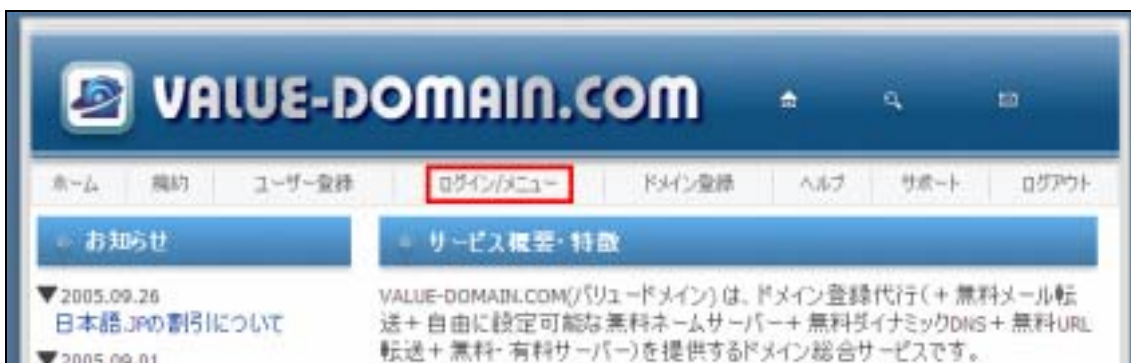 VALUE-DOMAIN.COM
ホーム 規約 ユーザー登録 ログイン/メニュー ドメイン登録 ヘルプ サポート ログアウト
お知らせ
サービス概要・特徴
▼2005.09.26
日本語.JPの割引について
▼2005.09.01
VALUE-DOMAIN.COM(バリュードメイン) は、ドメイン登録代行(+ 無料メール転
送+ 自由に設定可能な無料ネームサーバー+ 無料ダイナミックDNS+ 無料URL
転送+ 無料・有料サーバー)を提供するドメイン総合サービスです。